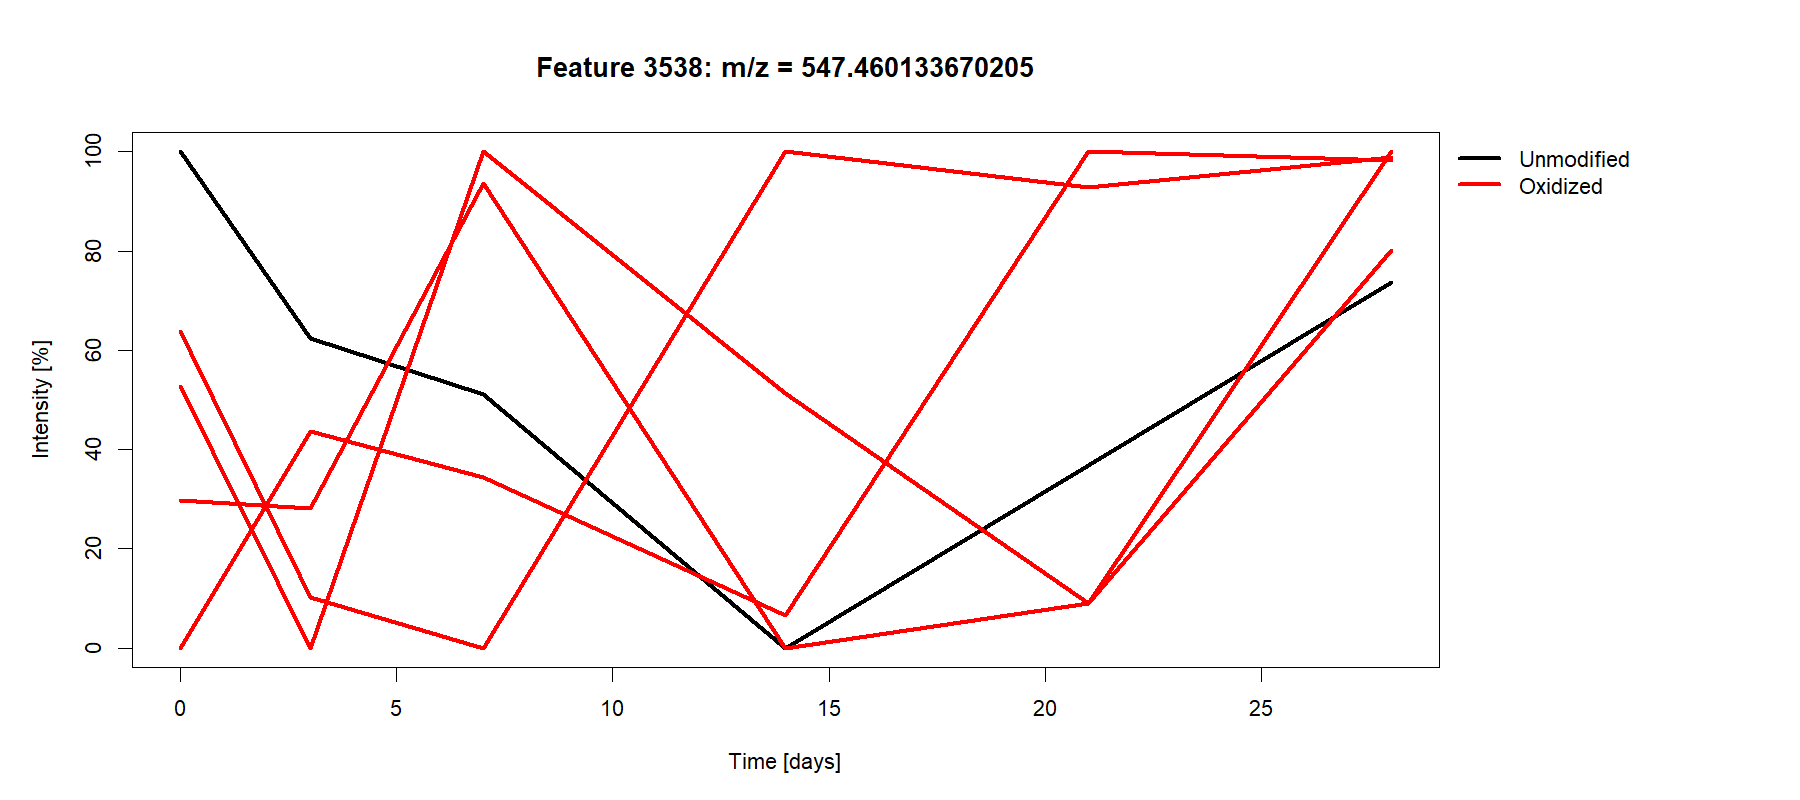 Feature 3538: m/z = 547.460133670205
Unmodified
Oxidized
Intensity [%]
100
80
60
40
20
0
0 5 10 15 20 25
Time [days]